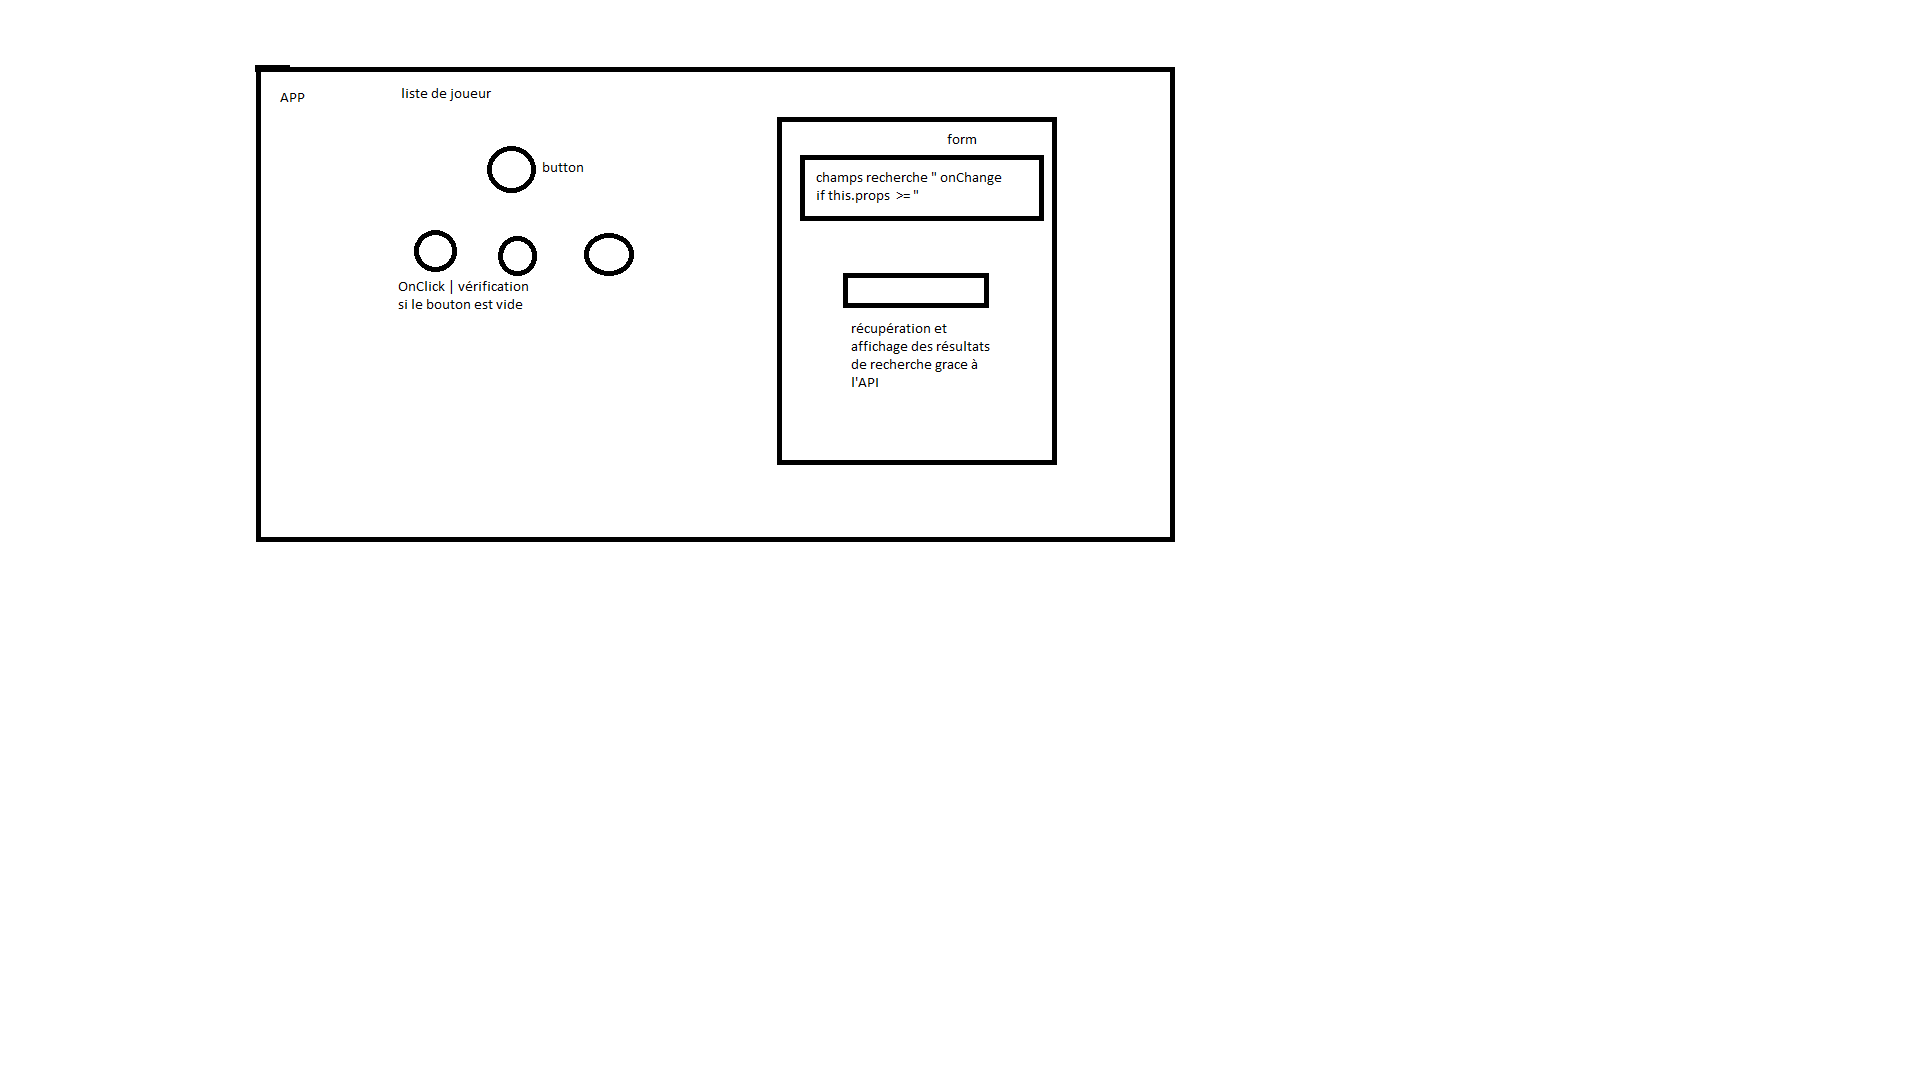 APP
liste de joueur
button
OnClick | vérification
si le bouton est vide
form
champs recherche " onChange
if this.props >= "
récupération et
affichage des résultats
de recherche grace à
l'API